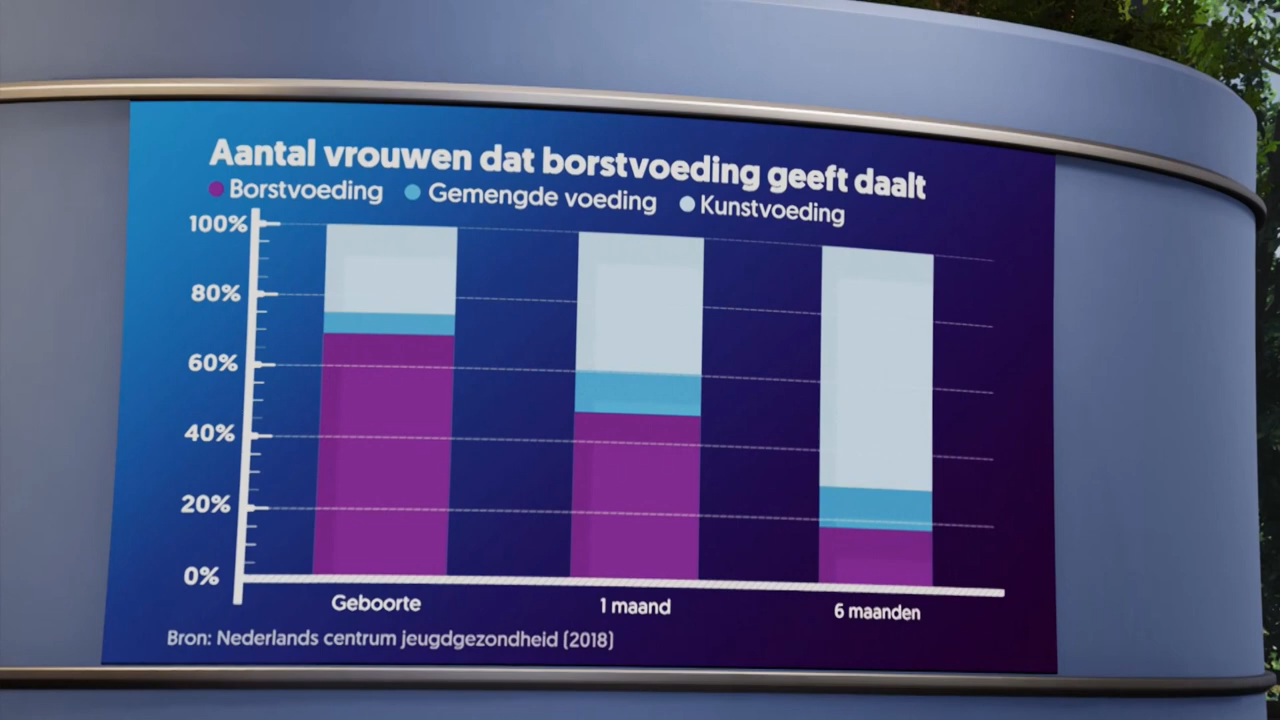 Aantal vrouwen dat borstvoeding geeft daalt
Borstvoeding Gemengde voeding Kunstvoeding
100%
80%
60%
40%
20%
0%
Geboorte 1 maand 6 maanden
Bron: Nederlands centrum jeugdgezondheid (2018)